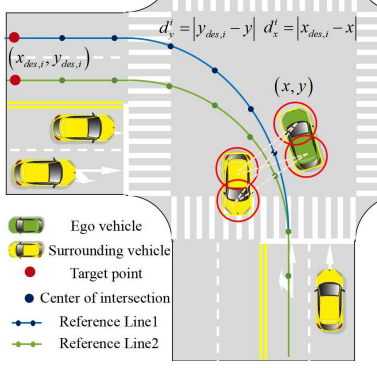 d_y^i = |y_{des,i} − y|  d_x^i = |x_{des,i} − x|
(x_{des,i}, y_{des,i})
(x, y)
Ego vehicle
Surrounding vehicle
Target point
Center of intersection
Reference Line1
Reference Line2